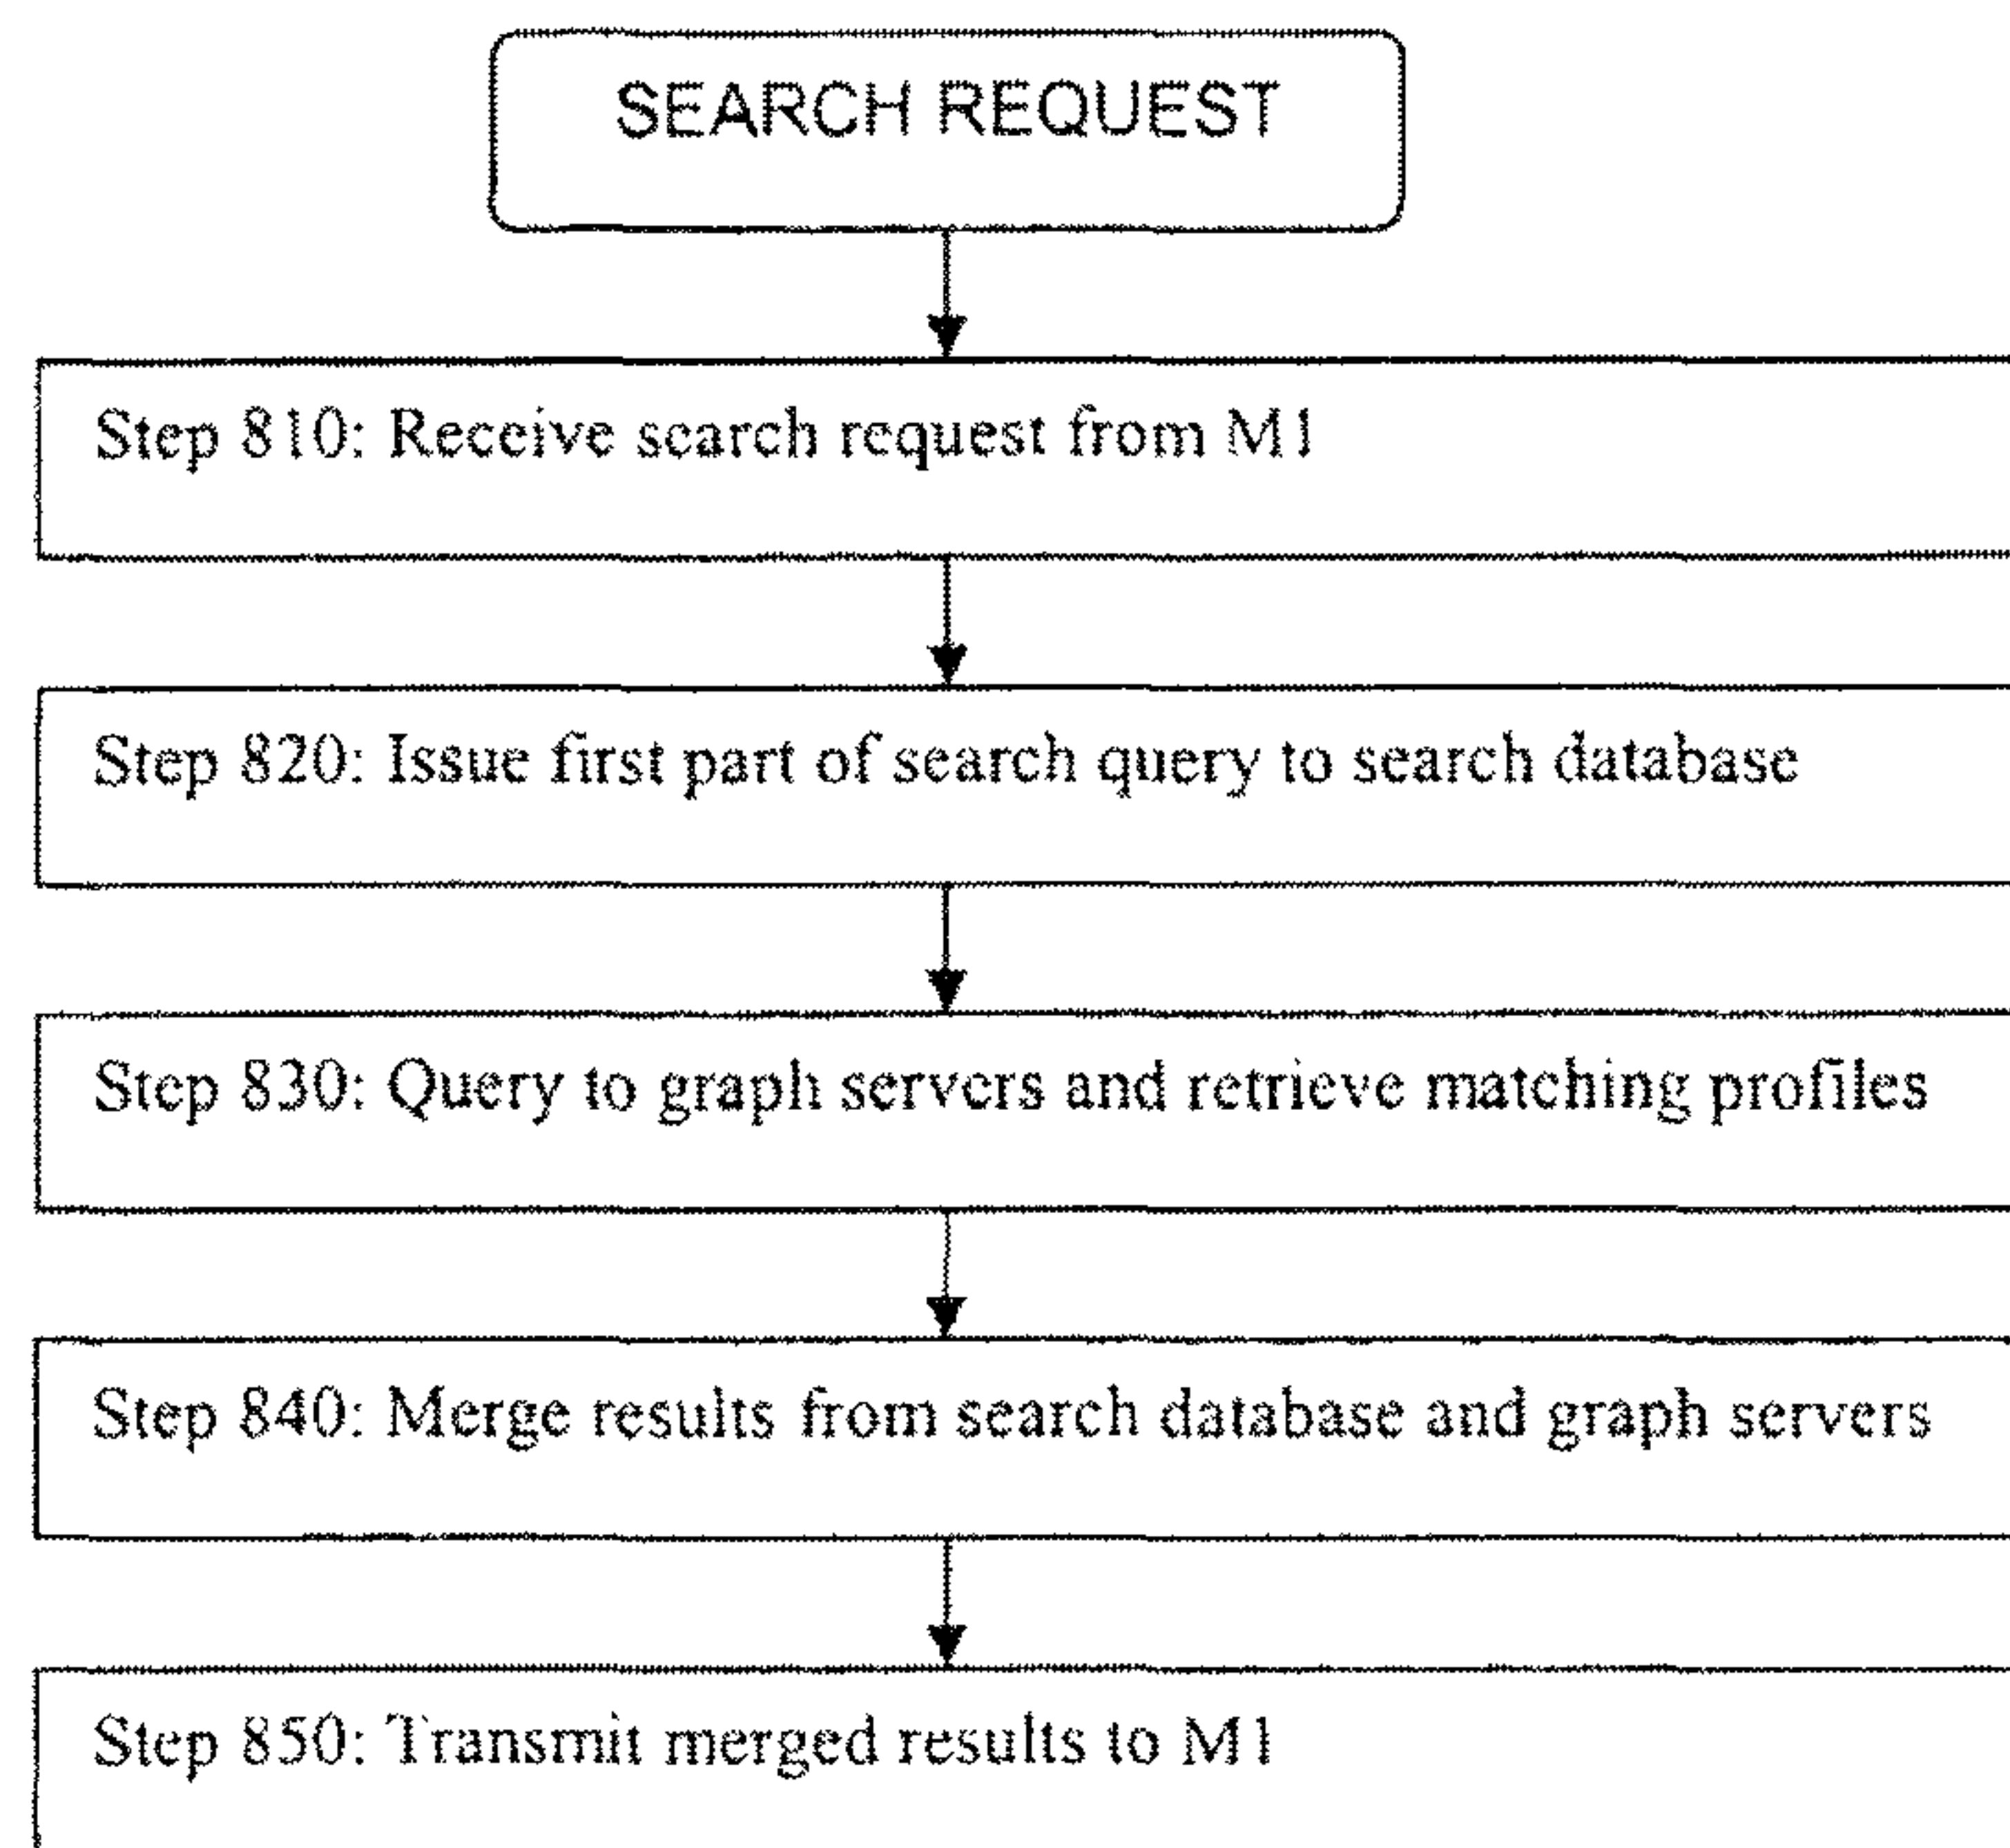 SEARCH REQUEST
Step 810: Receive search request from M1
Step 820: Issue first part of search query to search database
Step 830: Query to graph servers and retrieve matching profiles
Step 840: Merge results from search database and graph servers
Step 850: Transmit merged results to M1